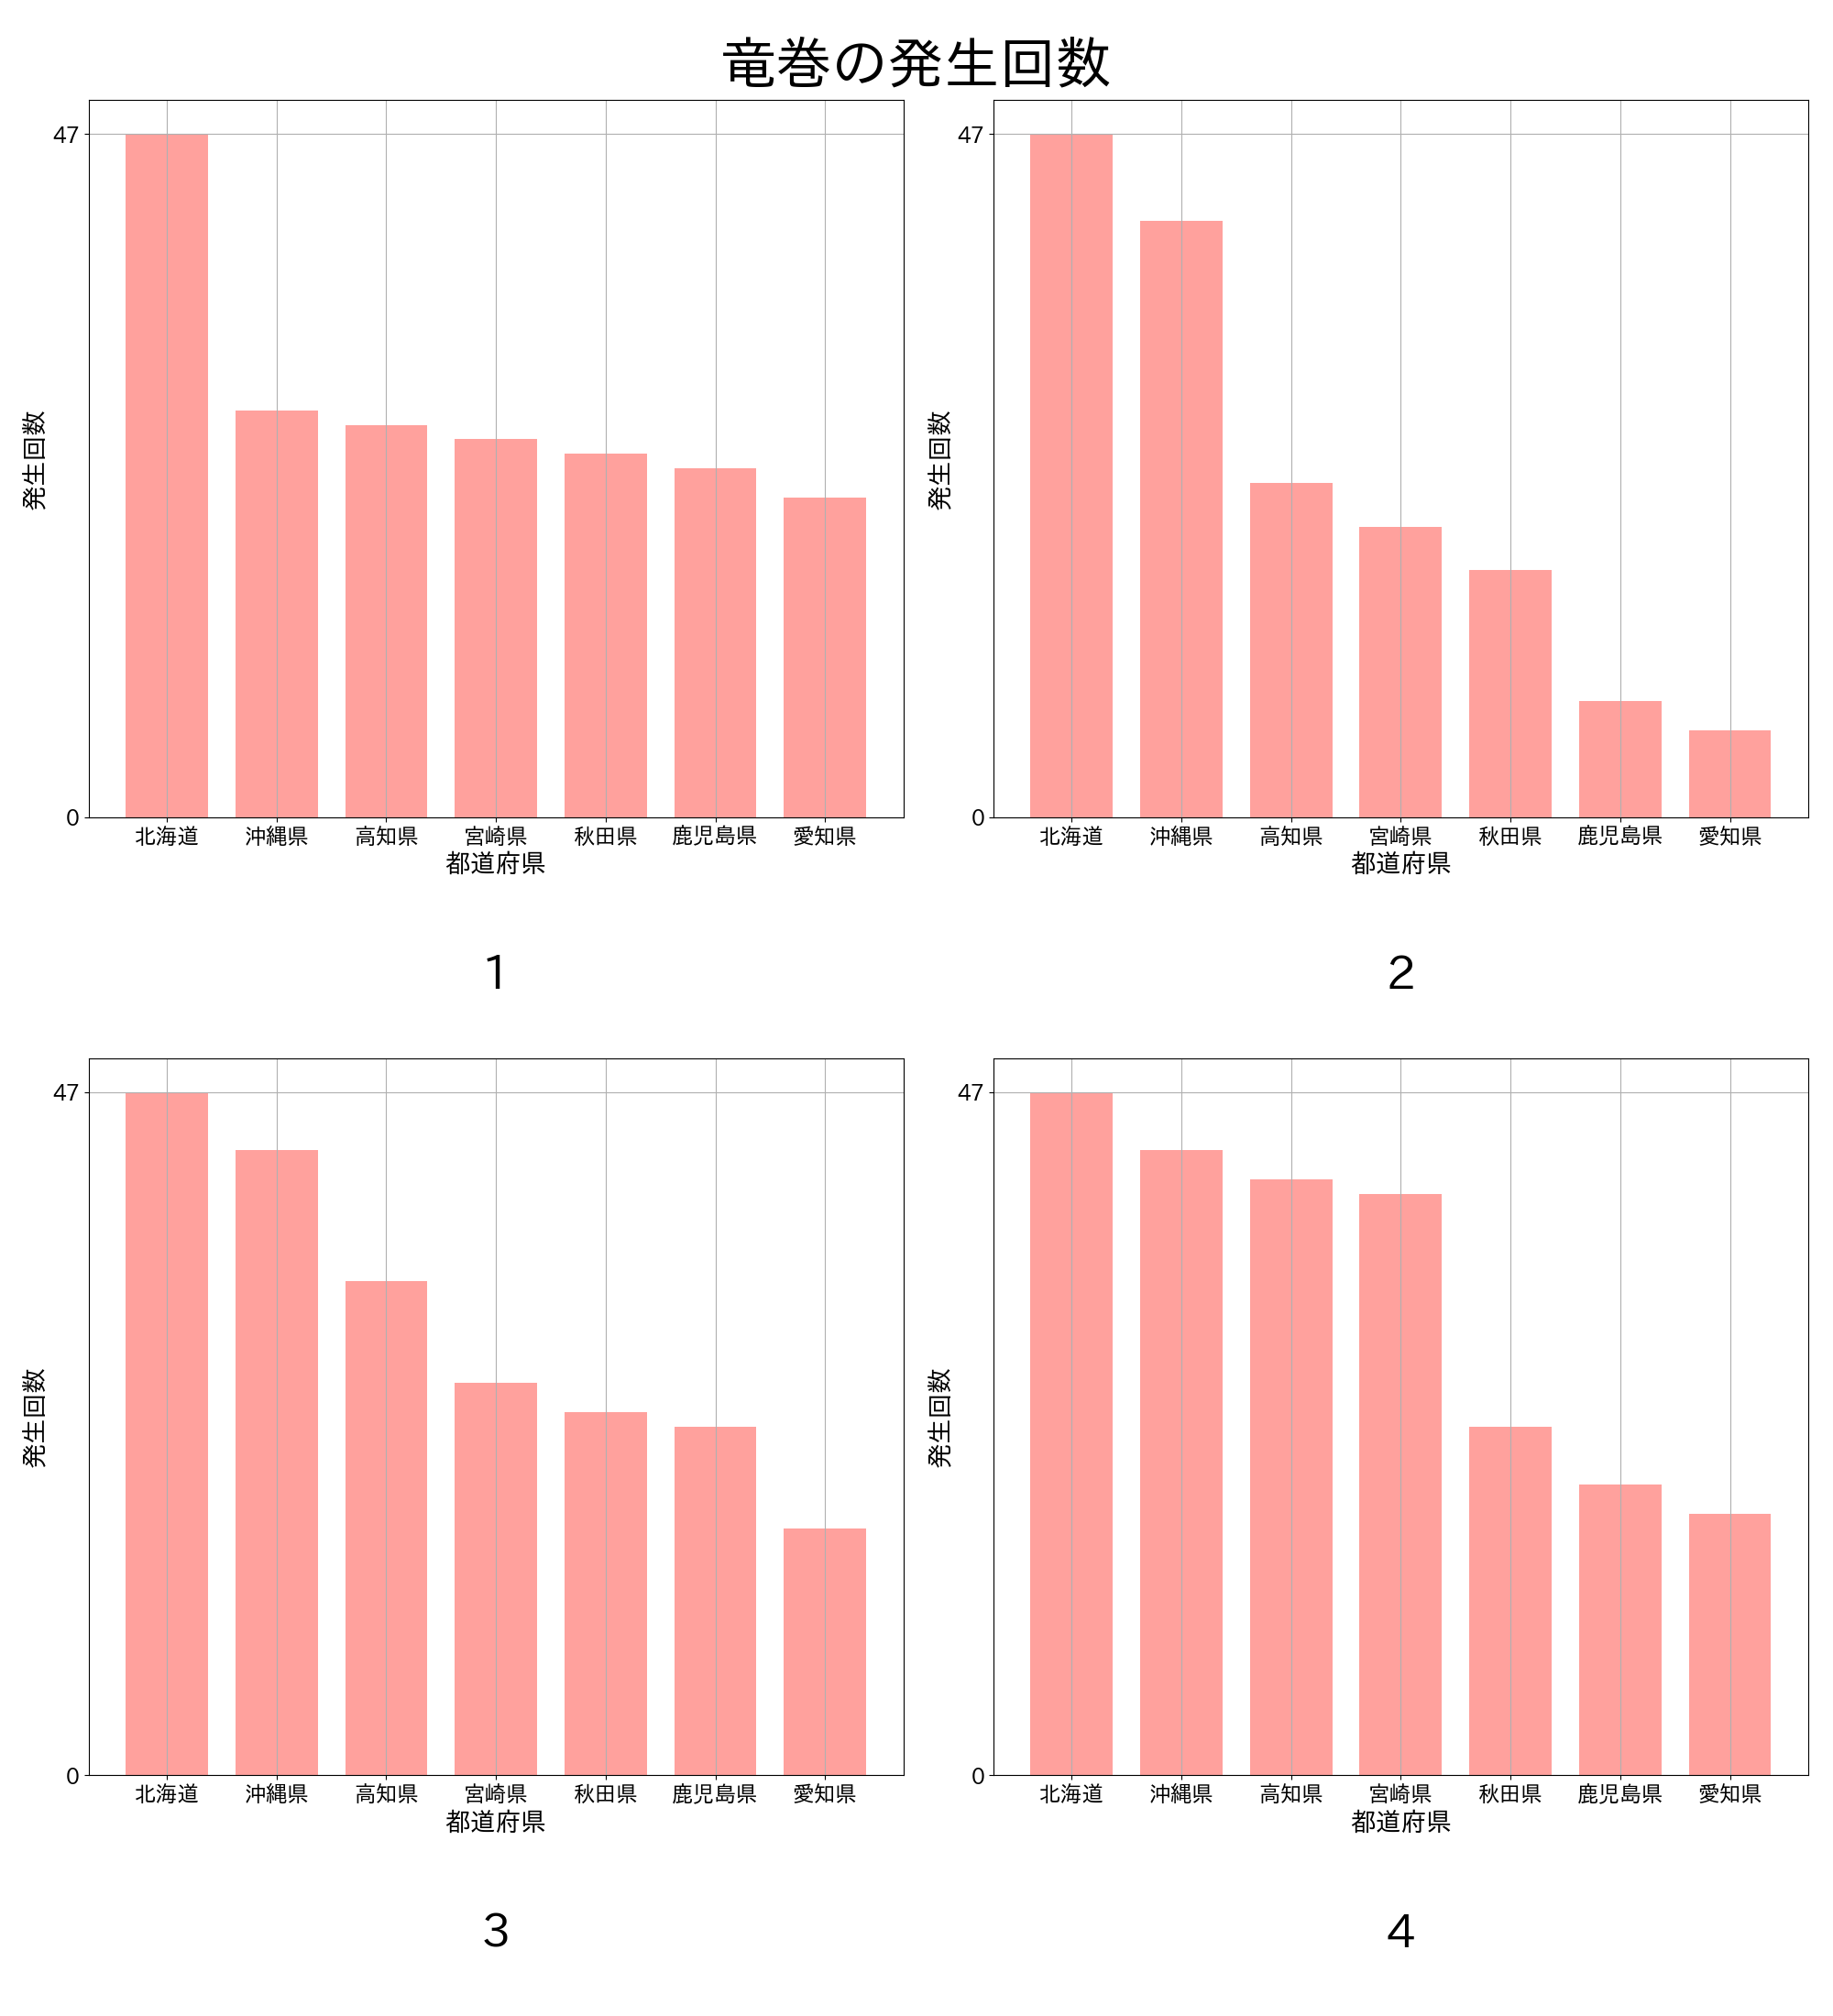 竜巻の発生回数
47
0
発生回数
北海道 沖縄県 高知県 宮崎県 秋田県 鹿児島県 愛知県
都道府県
1
47
0
発生回数
北海道 沖縄県 高知県 宮崎県 秋田県 鹿児島県 愛知県
都道府県
2
47
0
発生回数
北海道 沖縄県 高知県 宮崎県 秋田県 鹿児島県 愛知県
都道府県
3
47
0
発生回数
北海道 沖縄県 高知県 宮崎県 秋田県 鹿児島県 愛知県
都道府県
4